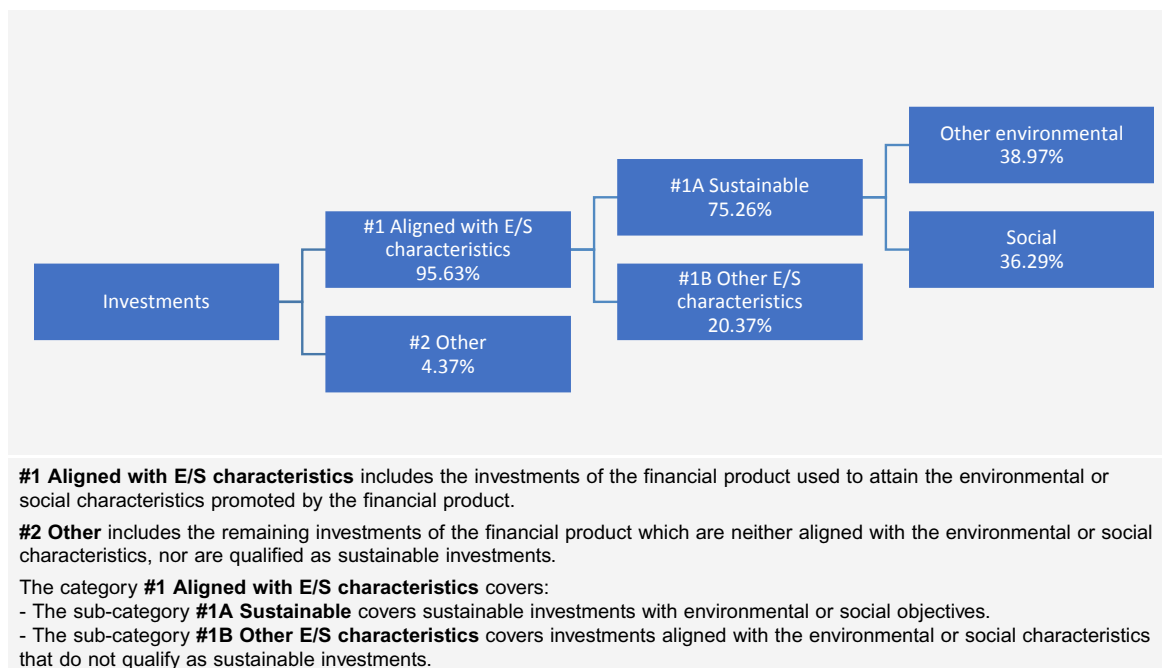 Investments
#1 Aligned with E/S
characteristics
95.63%
#2 Other
4.37%
#1A Sustainable
75.26%
#1B Other E/S
characteristics
20.37%
Other environmental
38.97%
Social
36.29%
#1 Aligned with E/S characteristics includes the investments of the financial product used to attain the environmental or
social characteristics promoted by the financial product.
#2 Other includes the remaining investments of the financial product which are neither aligned with the environmental or social
characteristics, nor are qualified as sustainable investments.
The category #1 Aligned with E/S characteristics covers:
- The sub-category #1A Sustainable covers sustainable investments with environmental or social objectives.
- The sub-category #1B Other E/S characteristics covers investments aligned with the environmental or social characteristics
that do not qualify as sustainable investments.